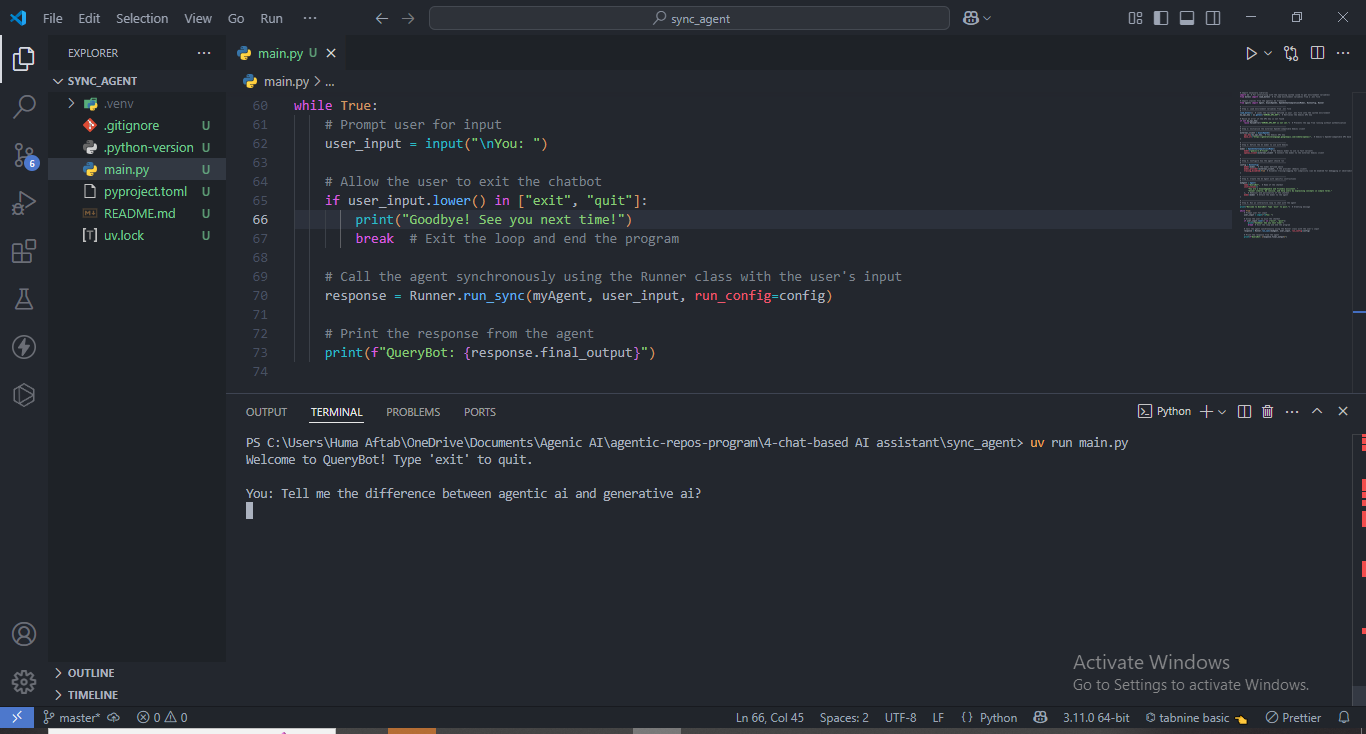 File Edit Selection View Go Run ··· sync_agent
EXPLORER ···
SYNC_AGENT
.venv
.gitignore U
.python-version U
main.py U
pyproject.toml U
README.md U
uv.lock U
OUTLINE
TIMELINE
main.py U
main.py > ...
60 while True:
61 # Prompt user for input
62 user_input = input("\nYou: ")
63
64 # Allow the user to exit the chatbot
65 if user_input.lower() in ["exit", "quit"]:
66 print("Goodbye! See you next time!")
67 break # Exit the loop and end the program
68
69 # Call the agent synchronously using the Runner class with the user's input
70 response = Runner.run_sync(myAgent, user_input, run_config=config)
71
72 # Print the response from the agent
73 print(f"QueryBot: {response.final_output}")
74
OUTPUT TERMINAL PROBLEMS PORTS Python
PS C:\Users\Huma Aftab\OneDrive\Documents\Agenic AI\agentic-repos-program\4-chat-based AI assistant\sync_agent> uv run main.py
Welcome to QueryBot! Type 'exit' to quit.
You: Tell me the difference between agentic ai and generative ai?
Activate Windows
Go to Settings to activate Windows.
6
master* 0 0 Ln 66, Col 45 Spaces: 2 UTF-8 LF {} Python 3.11.0 64-bit tabnine basic Prettier